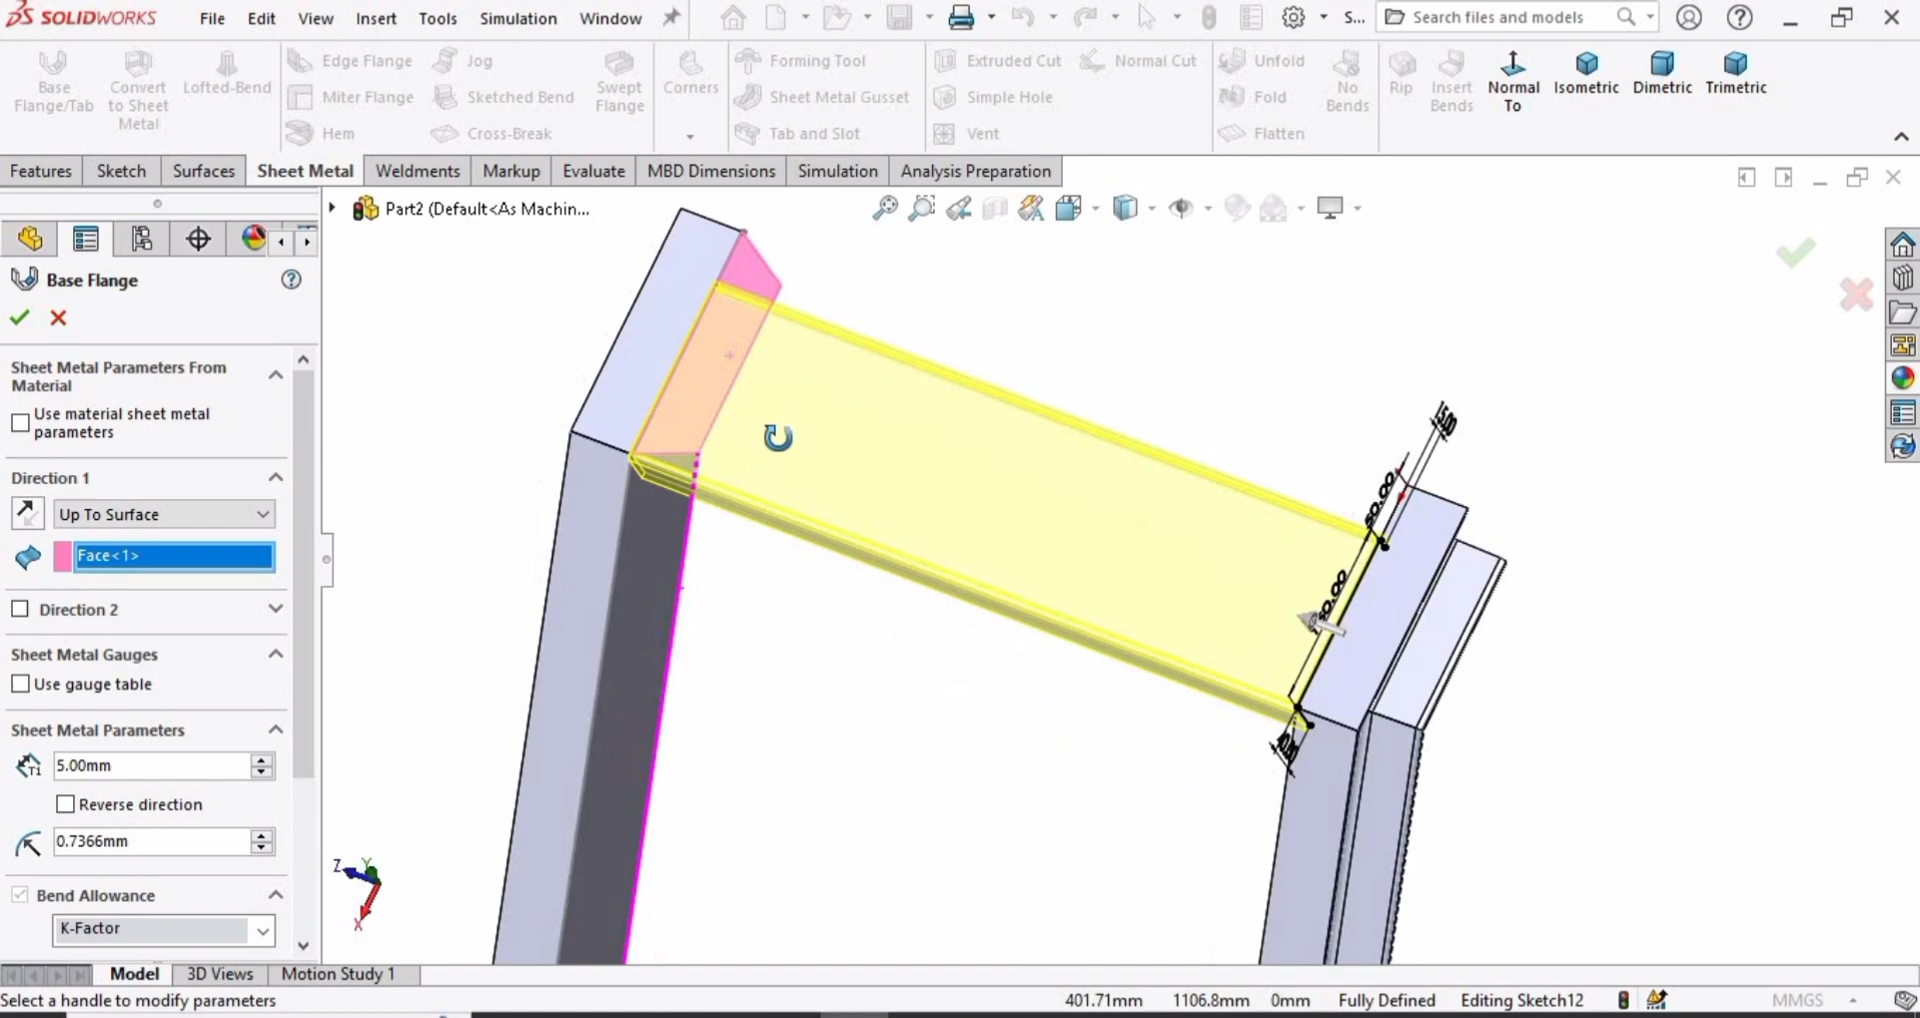 SOLIDWORKS File Edit View Insert Tools Simulation Window S... Search files and models
Base Flange/Tab
Convert to Sheet Metal
Lofted-Bend
Edge Flange
Miter Flange
Hem
Jog
Sketched Bend
Cross-Break
Swept Flange
Corners
Forming Tool
Sheet Metal Gusset
Tab and Slot
Extruded Cut
Simple Hole
Vent
Normal Cut
Unfold
Fold
Flatten
No Bends
Rip
Insert Bends
Normal To
Isometric
Dimetric
Trimetric
Features Sketch Surfaces Sheet Metal Weldments Markup Evaluate MBD Dimensions Simulation Analysis Preparation
Part2 (Default<As Machin...
Base Flange
Sheet Metal Parameters From
Material
Use material sheet metal
parameters
Direction 1
Up To Surface
Face<1>
Direction 2
Sheet Metal Gauges
Use gauge table
Sheet Metal Parameters
T1
5.00mm
Reverse direction
0.7366mm
Bend Allowance
K-Factor
Z Y
X
Model 3D Views Motion Study 1
Select a handle to modify parameters 401.71mm 1106.8mm 0mm Fully Defined Editing Sketch12 MMGS